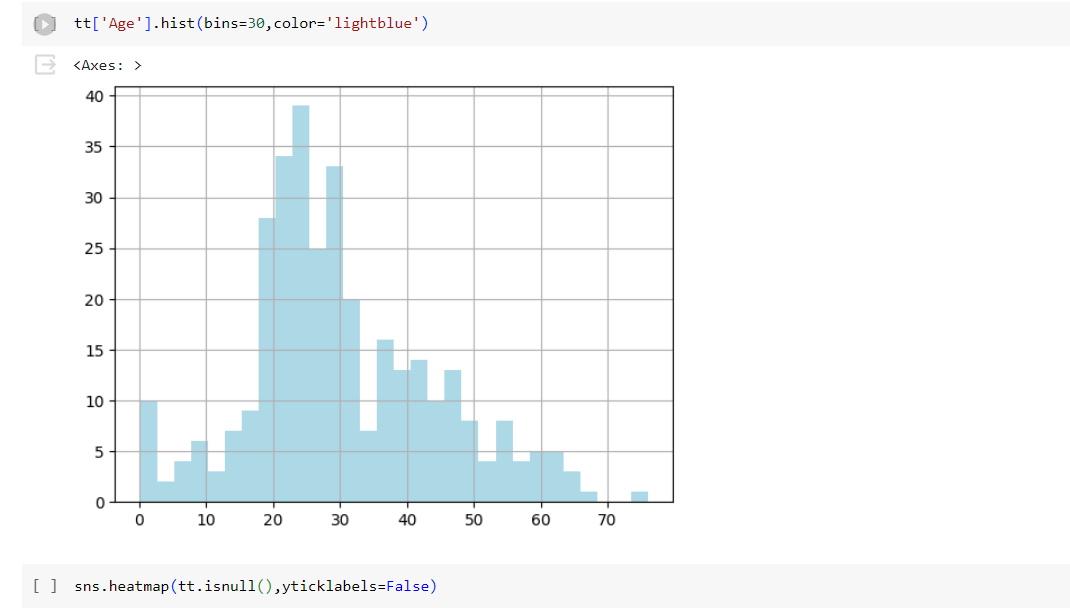 tt['Age'].hist(bins=30,color='lightblue')
<Axes: >
40
35
30
25
20
15
10
5
0
0 10 20 30 40 50 60 70
[ ] sns.heatmap(tt.isnull(),yticklabels=False)